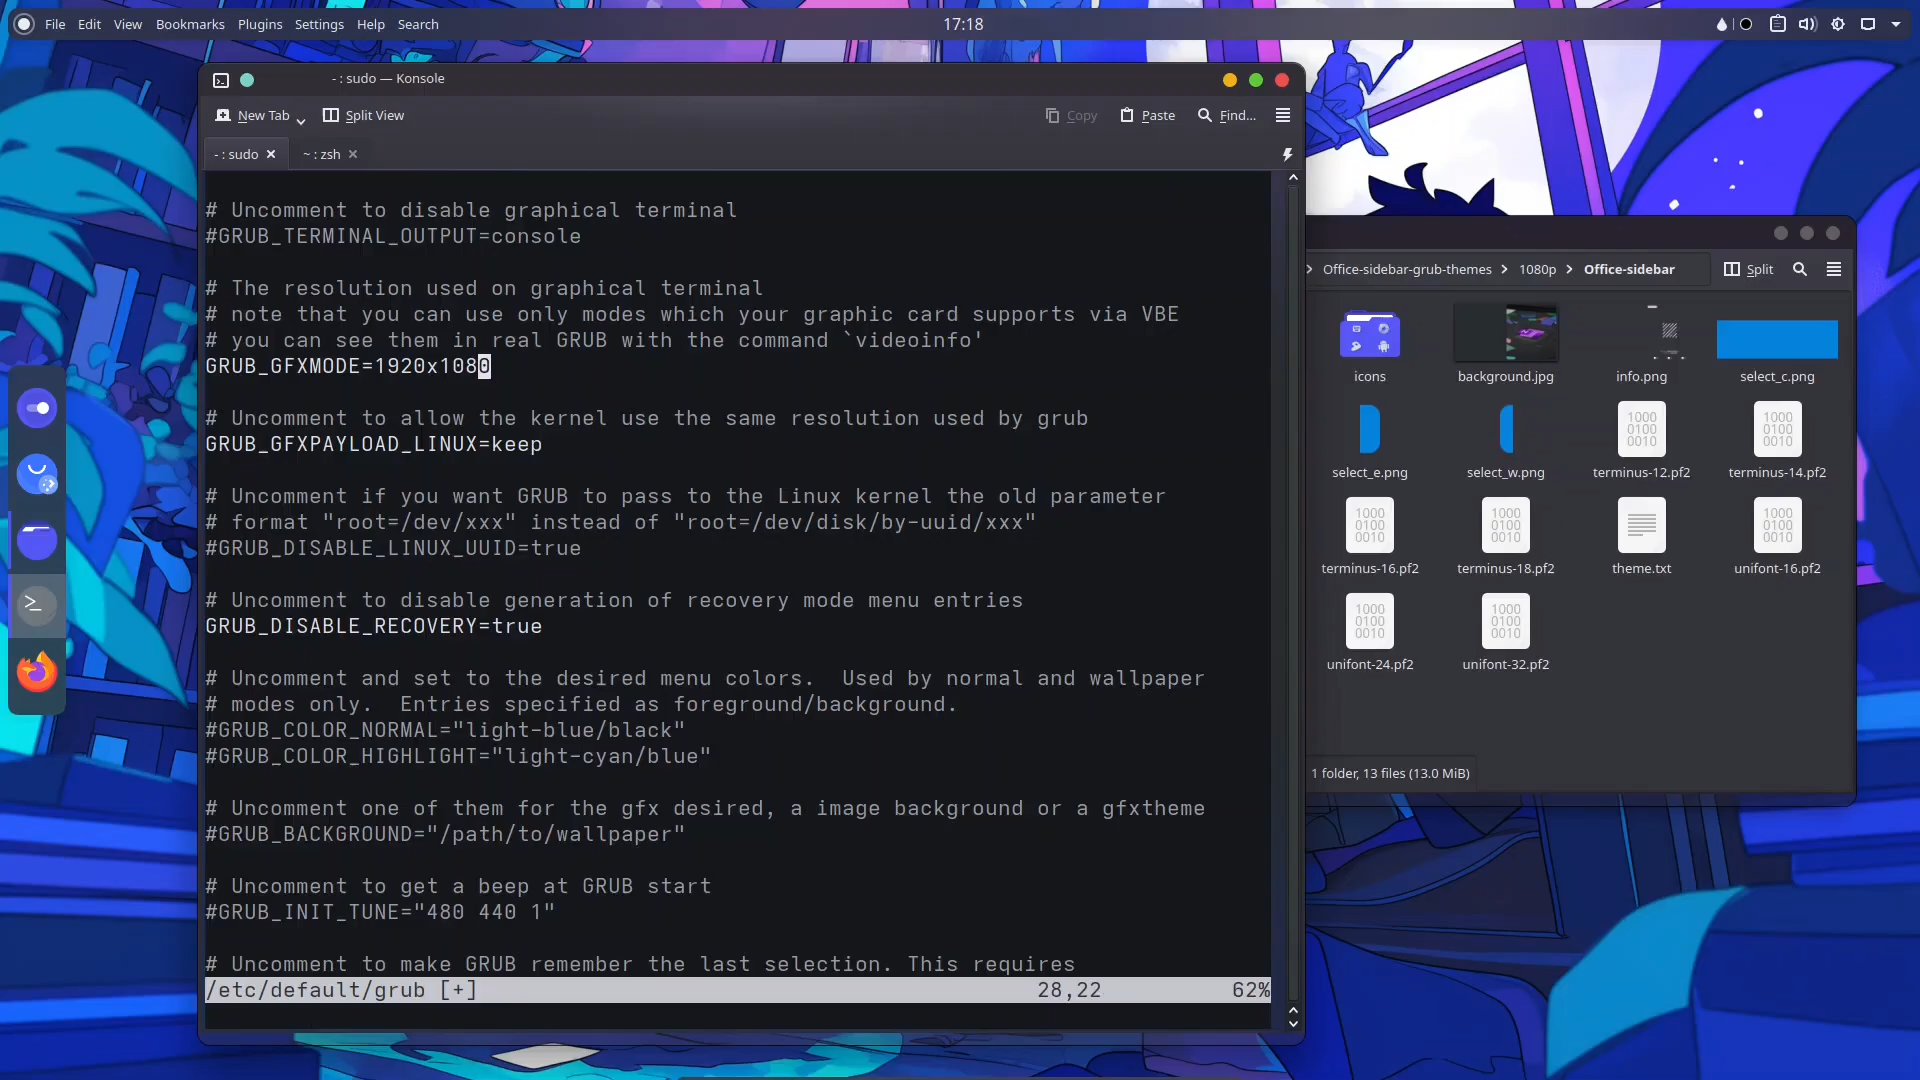 File Edit View Bookmarks Plugins Settings Help Search
17:18
- : sudo — Konsole
New Tab Split View Copy Paste Find...
- : sudo ~ : zsh
# Uncomment to disable graphical terminal
#GRUB_TERMINAL_OUTPUT=console
# The resolution used on graphical terminal
# note that you can use only modes which your graphic card supports via VBE
# you can see them in real GRUB with the command `videoinfo'
GRUB_GFXMODE=1920x1080
# Uncomment to allow the kernel use the same resolution used by grub
GRUB_GFXPAYLOAD_LINUX=keep
# Uncomment if you want GRUB to pass to the Linux kernel the old parameter
# format "root=/dev/xxx" instead of "root=/dev/disk/by-uuid/xxx"
#GRUB_DISABLE_LINUX_UUID=true
# Uncomment to disable generation of recovery mode menu entries
GRUB_DISABLE_RECOVERY=true
# Uncomment and set to the desired menu colors.  Used by normal and wallpaper
# modes only.  Entries specified as foreground/background.
#GRUB_COLOR_NORMAL="light-blue/black"
#GRUB_COLOR_HIGHLIGHT="light-cyan/blue"
# Uncomment one of them for the gfx desired, a image background or a gfxtheme
#GRUB_BACKGROUND="/path/to/wallpaper"
# Uncomment to get a beep at GRUB start
#GRUB_INIT_TUNE="480 440 1"
# Uncomment to make GRUB remember the last selection. This requires
/etc/default/grub [+] 28,22 62%
Office-sidebar-grub-themes > 1080p > Office-sidebar Split
icons background.jpg info.png select_c.png
select_e.png select_w.png terminus-12.pf2 terminus-14.pf2
1000 0100 0010
terminus-16.pf2 terminus-18.pf2 theme.txt unifont-16.pf2
unifont-24.pf2 unifont-32.pf2
1 folder, 13 files (13.0 MiB)